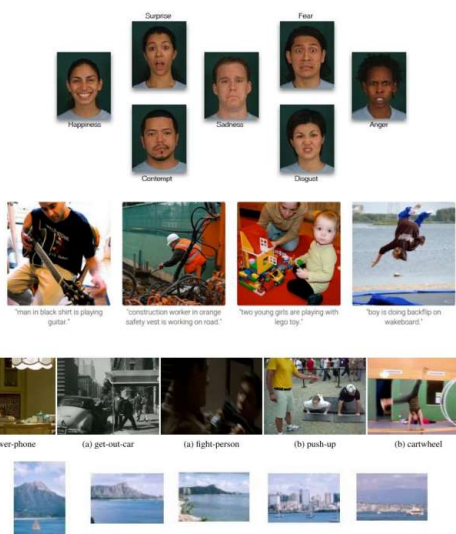 Surprise
Fear
Happiness
Sadness
Anger
Contempt
Disgust
"man in black shirt is playing
guitar."
"construction worker in orange
safety vest is working on road."
"two young girls are playing with
lego toy."
"boy is doing backflip on
wakeboard."
wer-phone
(a) get-out-car
(a) fight-person
(b) push-up
(b) cartwheel